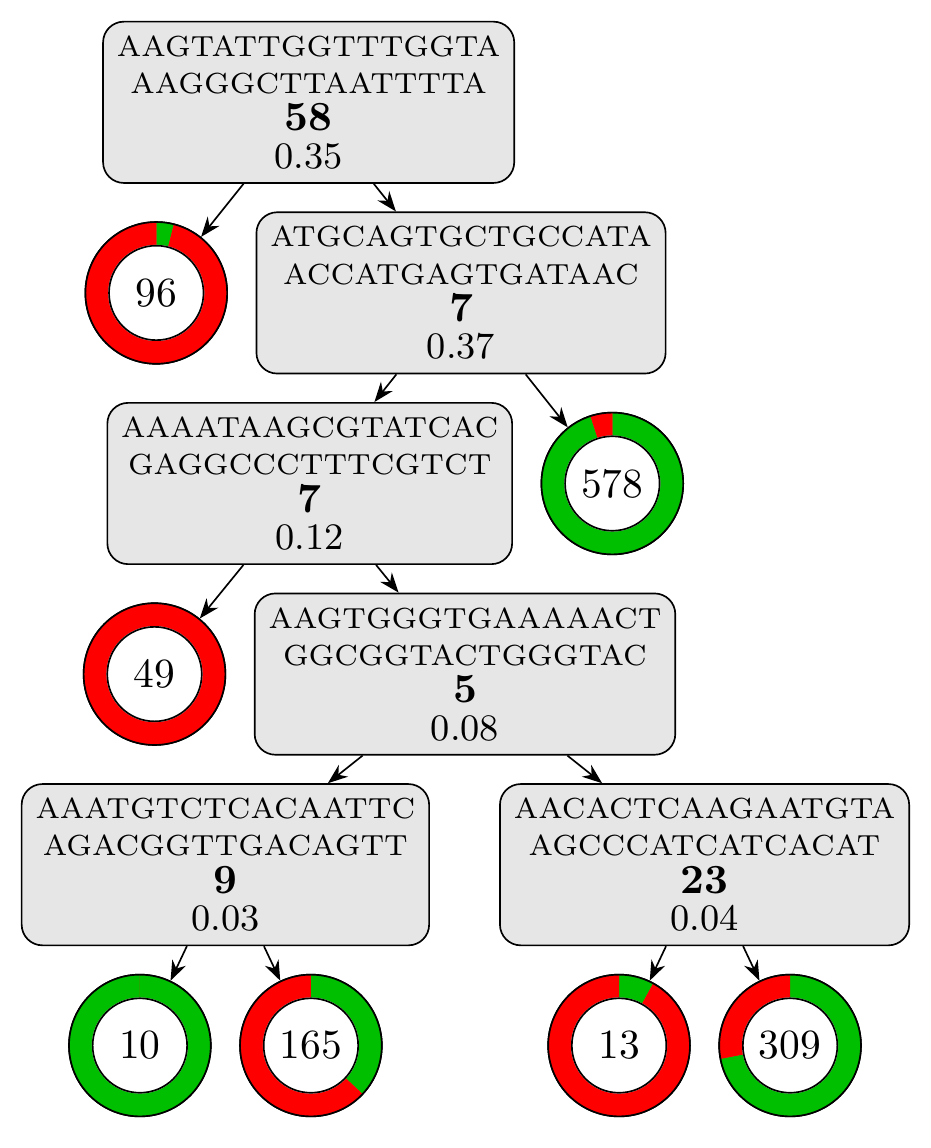 AAGTATTGGTTTGGTA
AAGGGCTTAATTTTA
58
0.35
96
ATGCAGTGCTGCCATA
ACCATGAGTGATAAC
7
0.37
AAAATAAGCGTATCAC
GAGGCCCTTTCGTCT
7
0.12
578
49
AAGTGGGTGAAAAACT
GGCGGTACTGGGTAC
5
0.08
AAATGTCTCACAATTC
AGACGGTTGACAGTT
9
0.03
AACACTCAAGAATGTA
AGCCCATCATCACAT
23
0.04
10
165
13
309